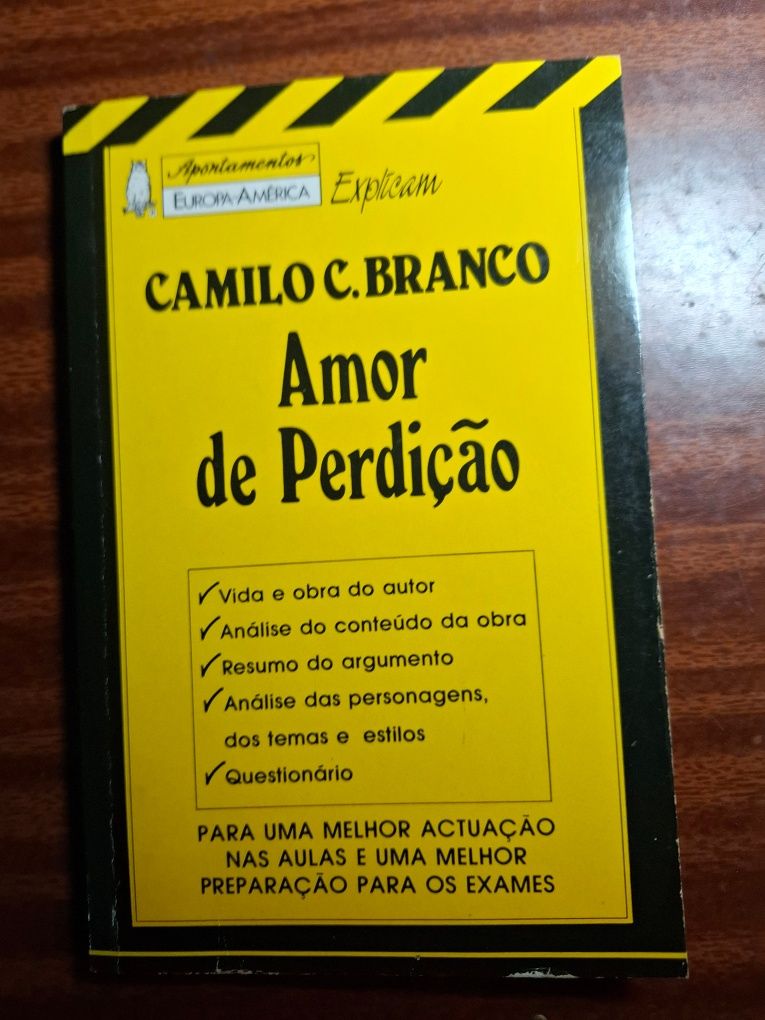 Apontamentos
EUROPA-AMÉRICA
Explicam
CAMILO C. BRANCO
Amor
de Perdição
✓ Vida e obra do autor
✓ Análise do conteúdo da obra
✓ Resumo do argumento
✓ Análise das personagens,
dos temas e estilos
✓ Questionário
PARA UMA MELHOR ACTUAÇÃO
NAS AULAS E UMA MELHOR
PREPARAÇÃO PARA OS EXAMES